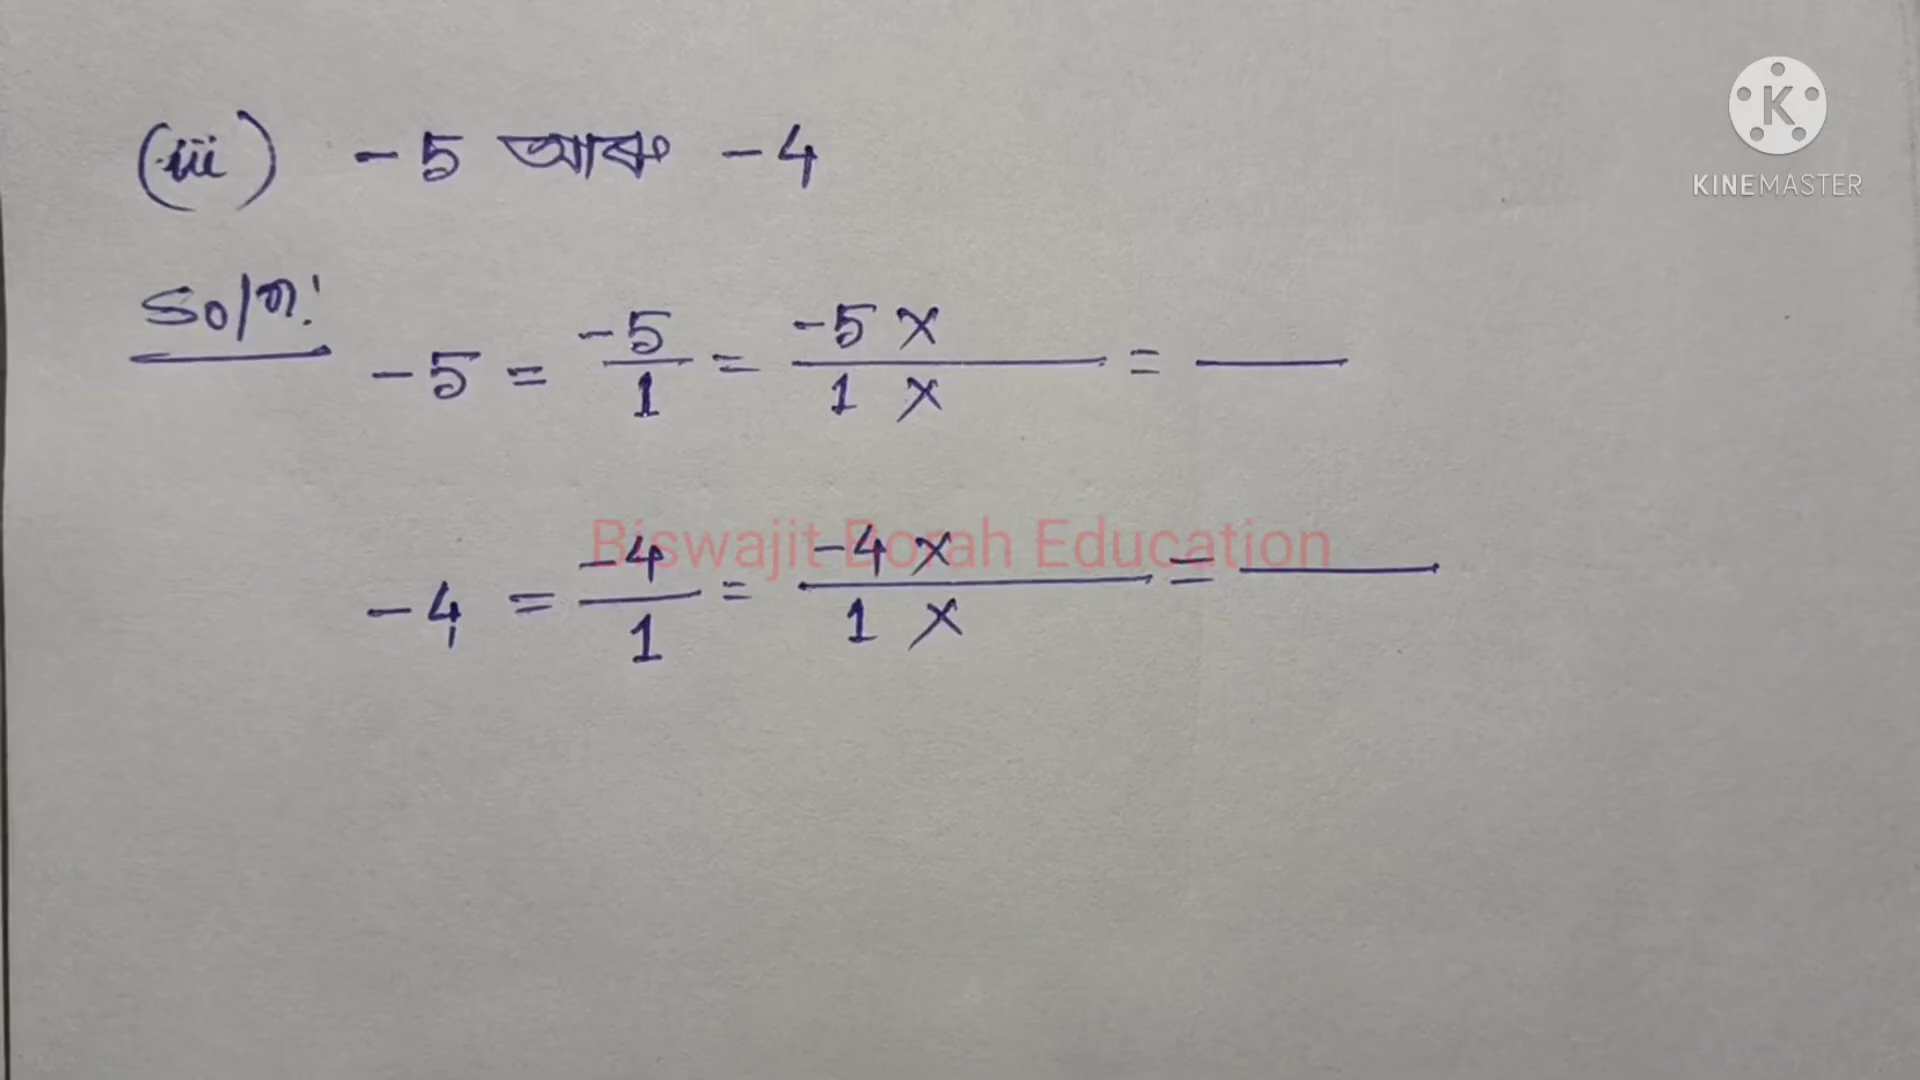 (iii) -5 আৰু -4
KINEMASTER
Soln:
-5 = -5/1 = -5 ×/1 × = ___
Biswajit Borah Education
-4 = -4/1 = -4 ×/1 × = ___